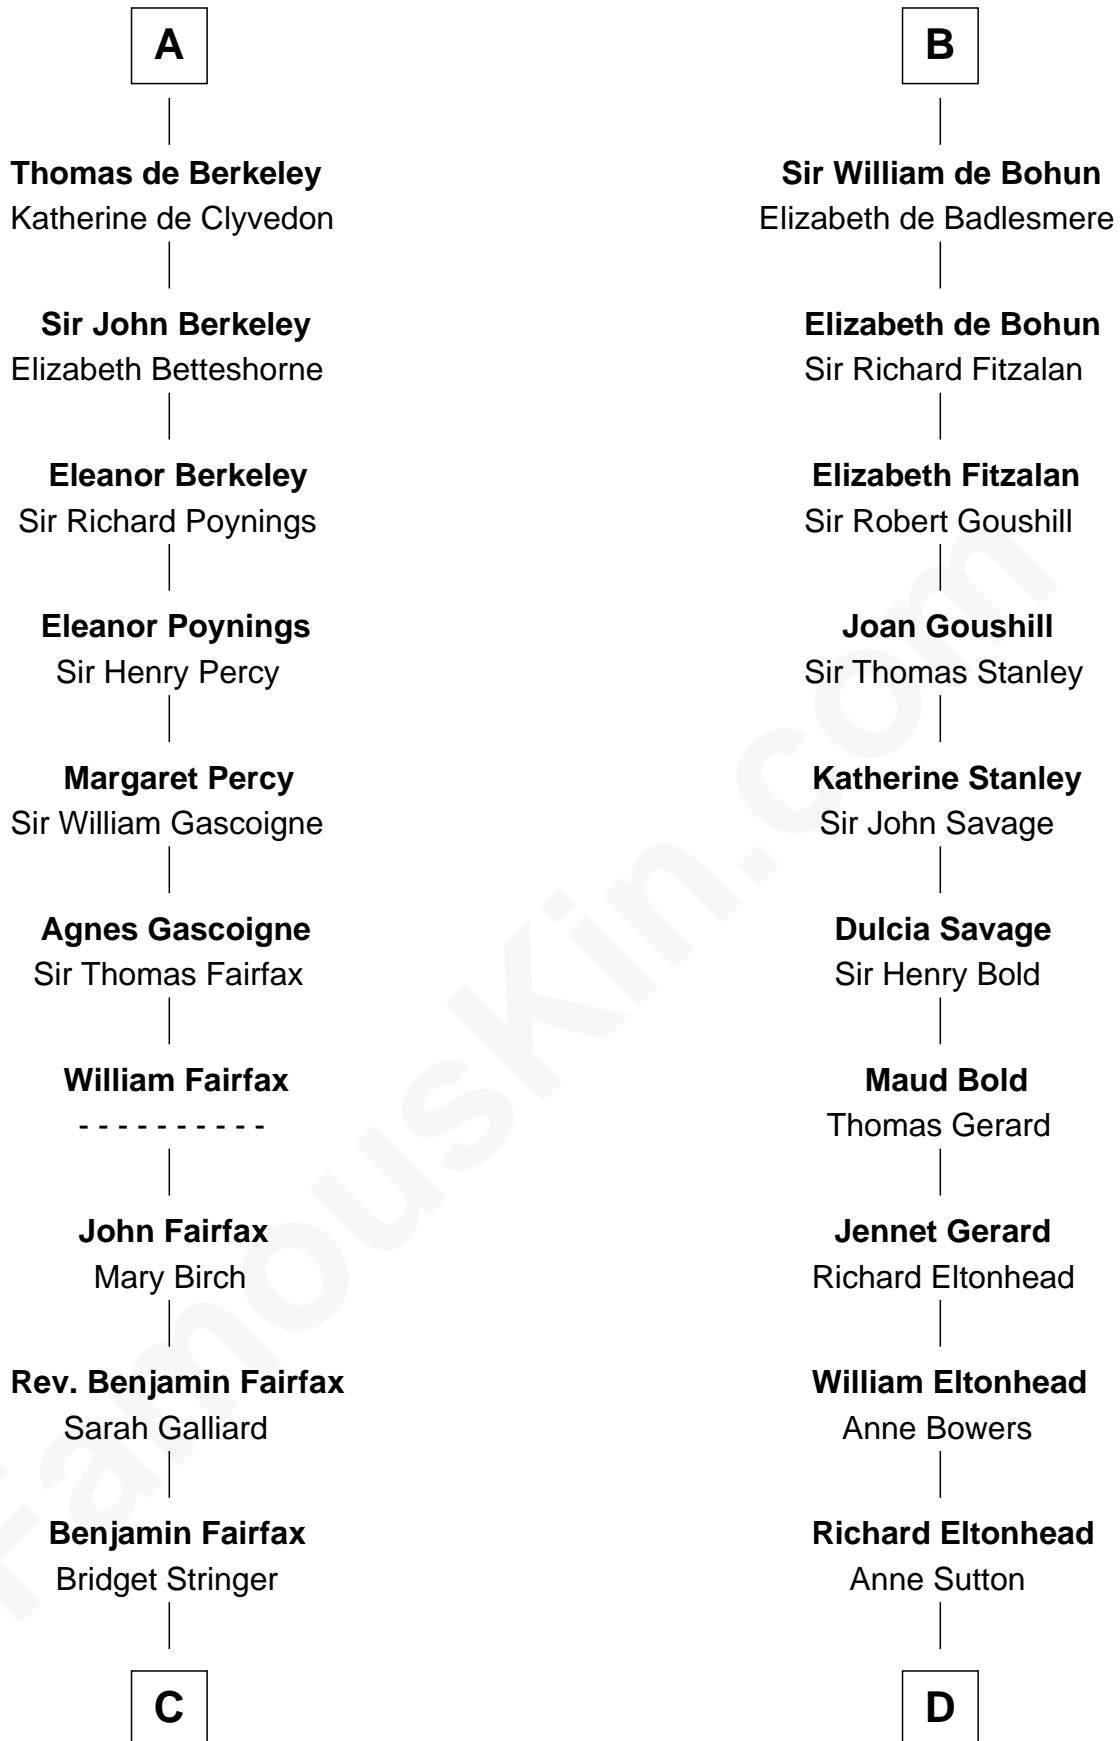 A
Thomas de Berkeley
Katherine de Clyvedon
Sir John Berkeley
Elizabeth Betteshorne
Eleanor Berkeley
Sir Richard Poynings
Eleanor Poynings
Sir Henry Percy
Margaret Percy
Sir William Gascoigne
Agnes Gascoigne
Sir Thomas Fairfax
William Fairfax
- - - - - - - - - -
John Fairfax
Mary Birch
Rev. Benjamin Fairfax
Sarah Galliard
Benjamin Fairfax
Bridget Stringer
C
B
Sir William de Bohun
Elizabeth de Badlesmere
Elizabeth de Bohun
Sir Richard Fitzalan
Elizabeth Fitzalan
Sir Robert Goushill
Joan Goushill
Sir Thomas Stanley
Katherine Stanley
Sir John Savage
Dulcia Savage
Sir Henry Bold
Maud Bold
Thomas Gerard
Jennet Gerard
Richard Eltonhead
William Eltonhead
Anne Bowers
Richard Eltonhead
Anne Sutton
D
FamousKin.com